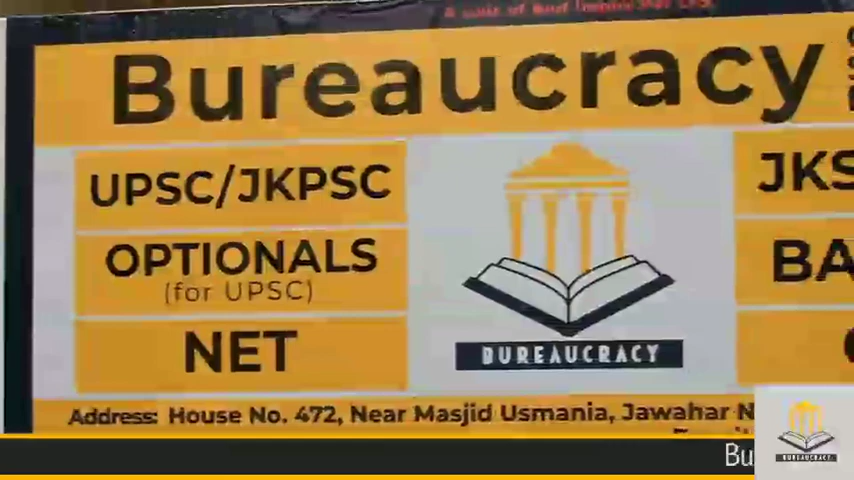 Bureaucracy
UPSC/JKPSC
JKS
OPTIONALS
(for UPSC)
BA
NET
BUREAUCRACY
Address: House No. 472, Near Masjid Usmania, Jawahar N
Bu
BUREAUCRACY